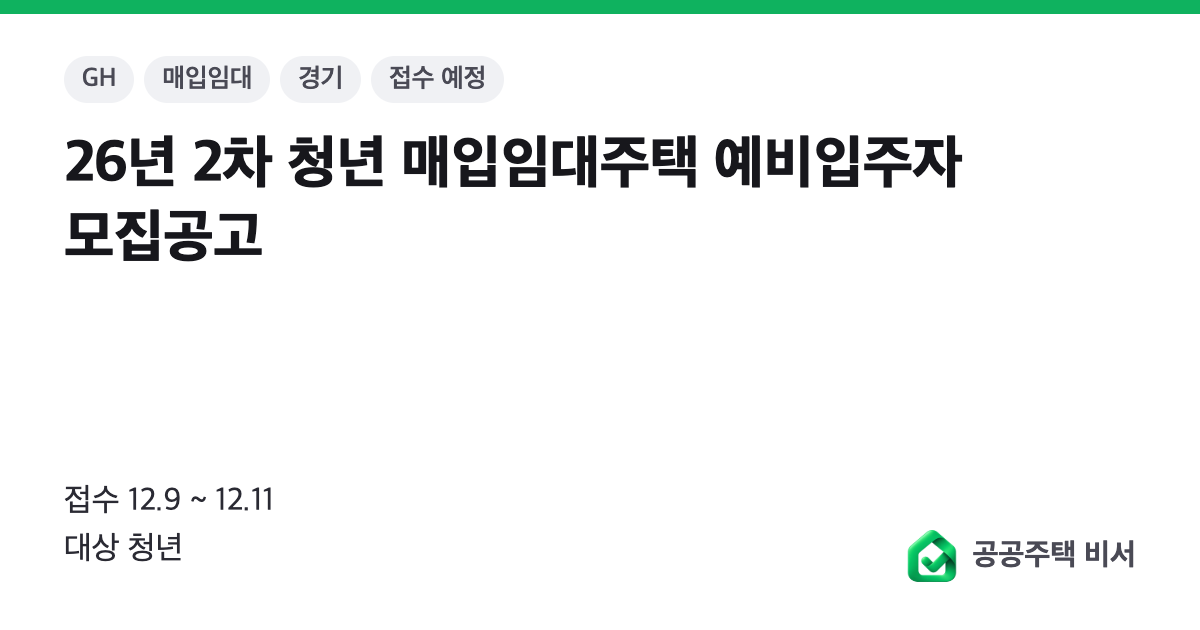 GH 매입임대 경기 접수 예정
26년 2차 청년 매입임대주택 예비입주자
모집공고
접수 12.9 ~ 12.11
대상 청년
공공주택 비서